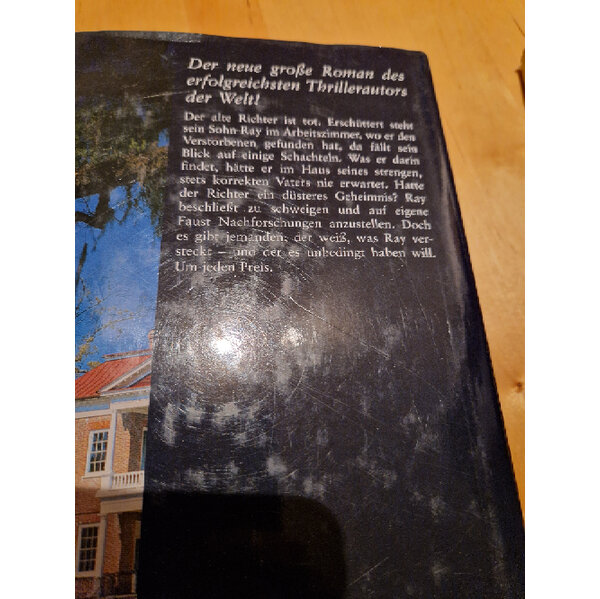 Der neue große Roman des
erfolgreichsten Thrillerautors
der Welt!
Der alte Richter ist tot. Erschüttert steht
sein Sohn Ray im Arbeitszimmer, wo er den
Verstorbenen gefunden hat, da fällt sein
Blick auf einige Schachteln. Was er darin
findet, hätte er im Haus seines strengen,
stets korrekten Vaters nie erwartet. Hatte
der Richter ein düsteres Geheimnis? Ray
beschließt zu schweigen und auf eigene
Faust Nachforschungen anzustellen. Doch
es gibt jemanden, der weiß, was Ray ver-
steckt – und der es unbedingt haben will.
Um jeden Preis.